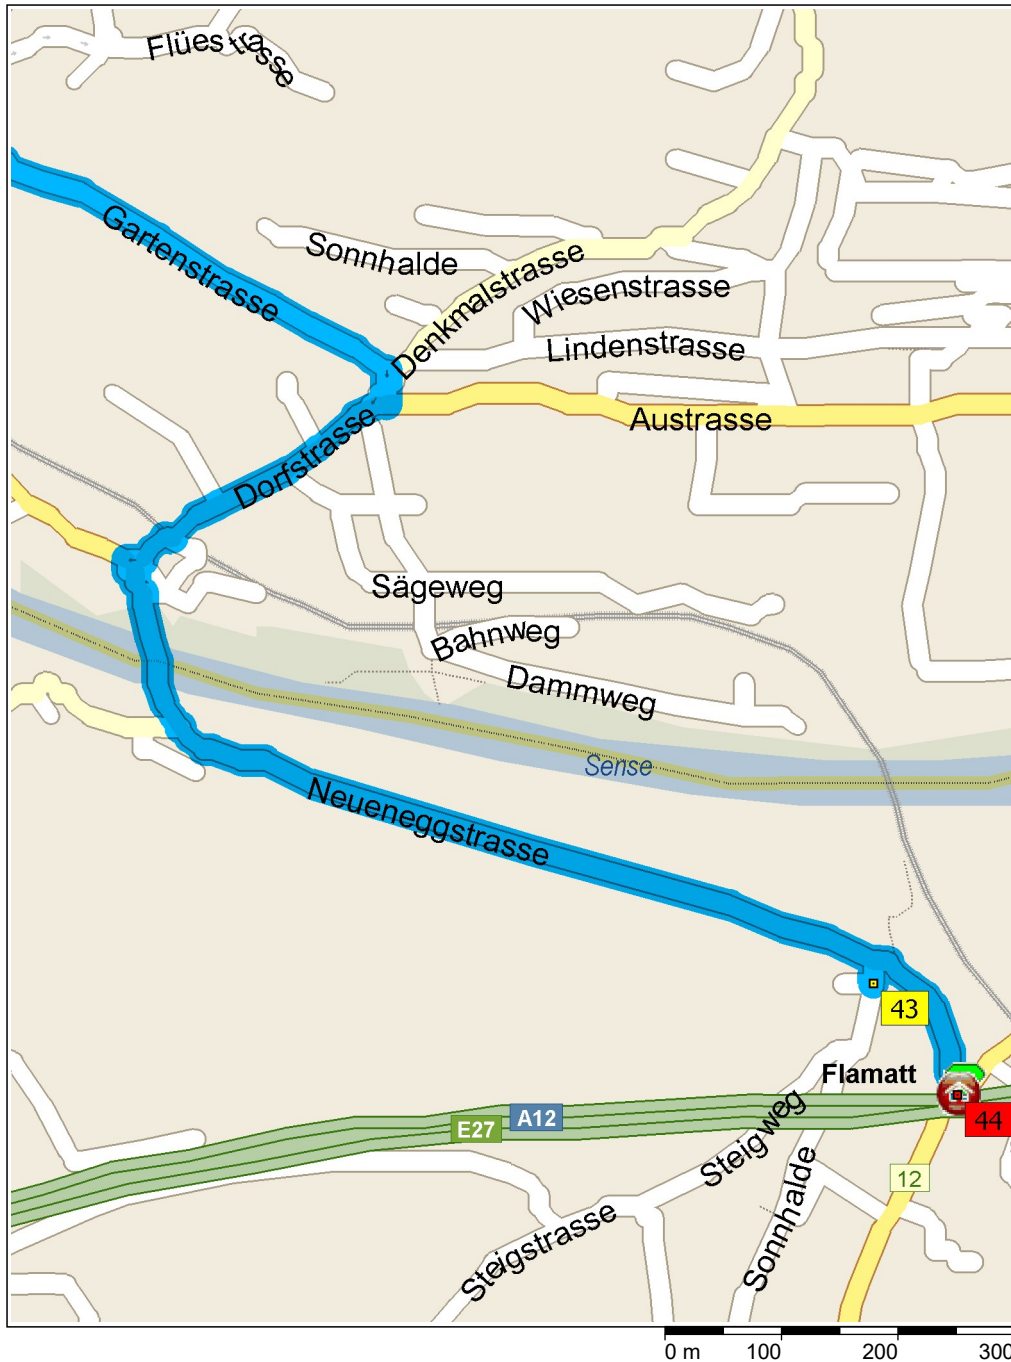 Flüestrasse
Gartenstrasse
Sonnhalde
Denkmalstrasse
Wiesenstrasse
Lindenstrasse
Austrasse
Dorfstrasse
Sägeweg
Bahnweg
Dammweg
Sense
Neueneggstrasse
43
Flamatt
44
E27
A12
Steigweg
12
Sonnhalde
Steigstrasse
0 m 100 200 300